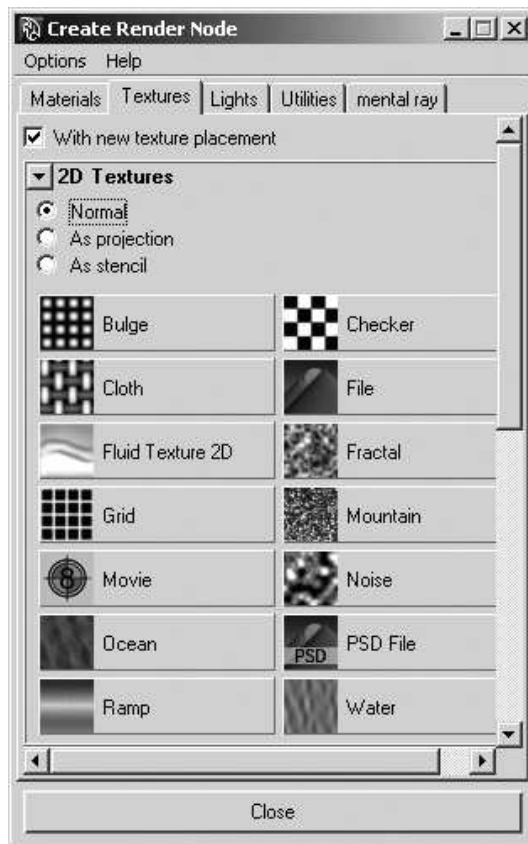 Create Render Node
Options Help
Materials Textures Lights Utilities mental ray
With new texture placement
2D Textures
Normal
As projection
As stencil
Bulge Checker
Cloth File
Fluid Texture 2D Fractal
Grid Mountain
8
Movie Noise
Ocean PSD PSD File
Ramp Water
Close